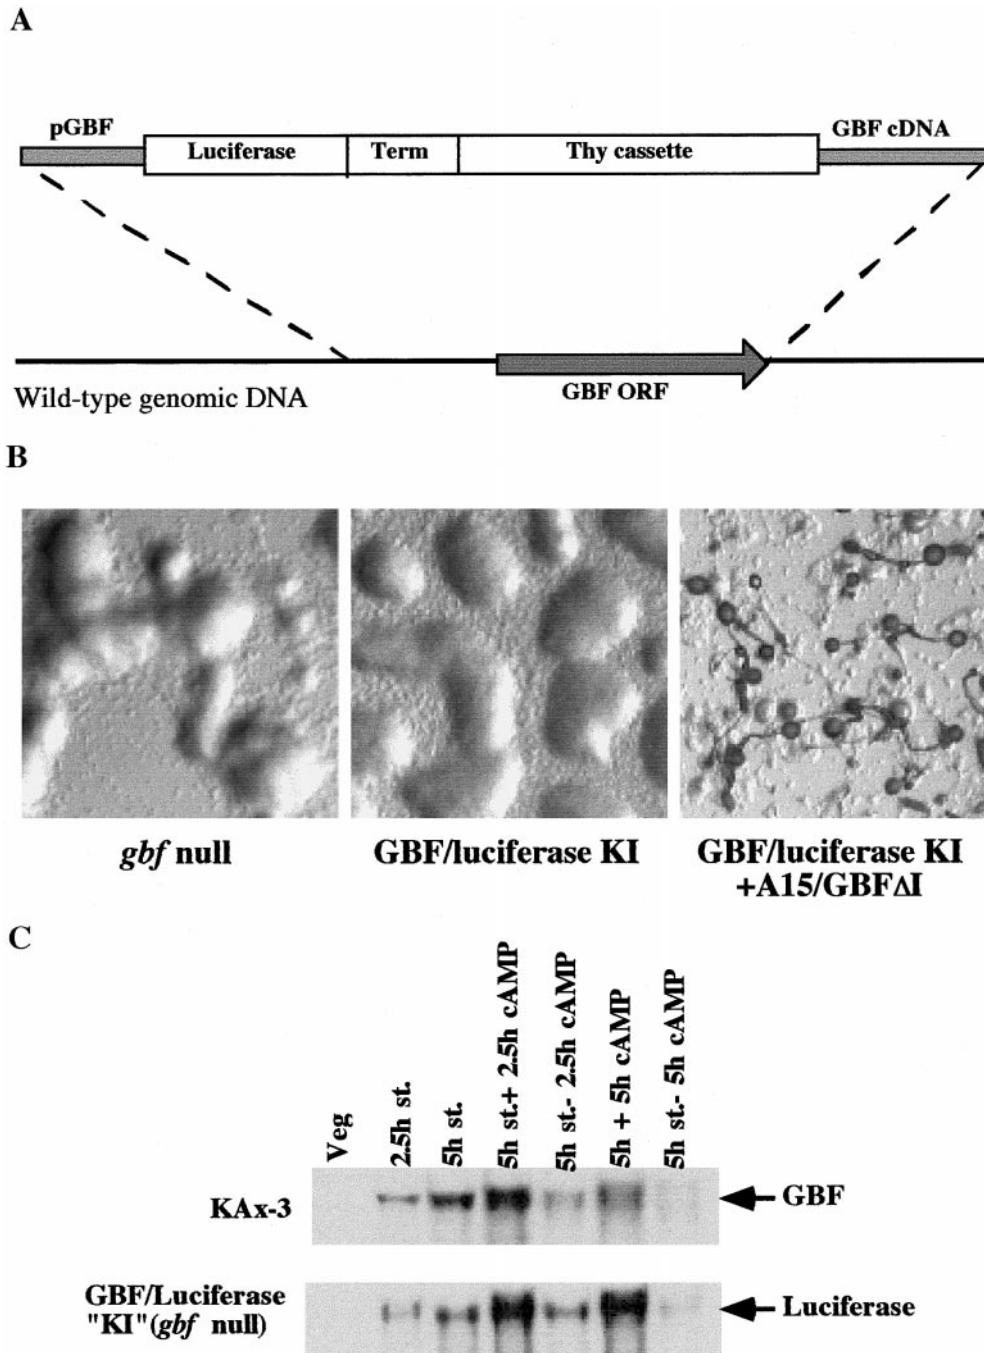 A
pGBF
GBF cDNA
Luciferase
Term
Thy cassette
GBF ORF
Wild-type genomic DNA
B
gbf null
GBF/luciferase KI
GBF/luciferase KI
+A15/GBFΔI
C
Veg
2.5h st.
5h st.
5h st.+ 2.5h cAMP
5h st.- 2.5h cAMP
5h + 5h cAMP
5h st.- 5h cAMP
KAx-3
GBF
GBF/Luciferase
"KI"(gbf null)
Luciferase